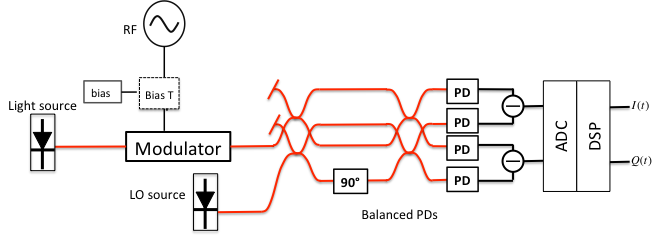 RF
bias
Bias T
Light source
Modulator
LO source
90°
PD
PD
PD
PD
Balanced PDs
ADC
DSP
I(t)
Q(t)